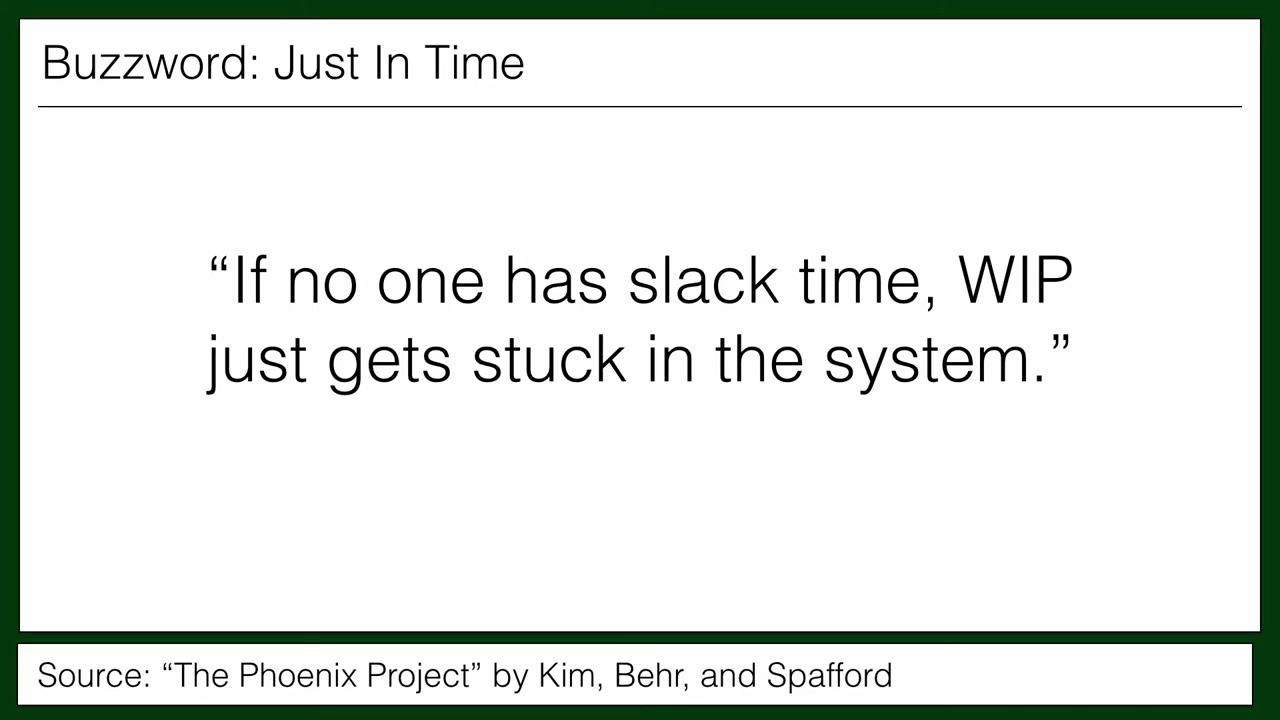 Buzzword: Just In Time
“If no one has slack time, WIP
just gets stuck in the system.”
Source: “The Phoenix Project” by Kim, Behr, and Spafford